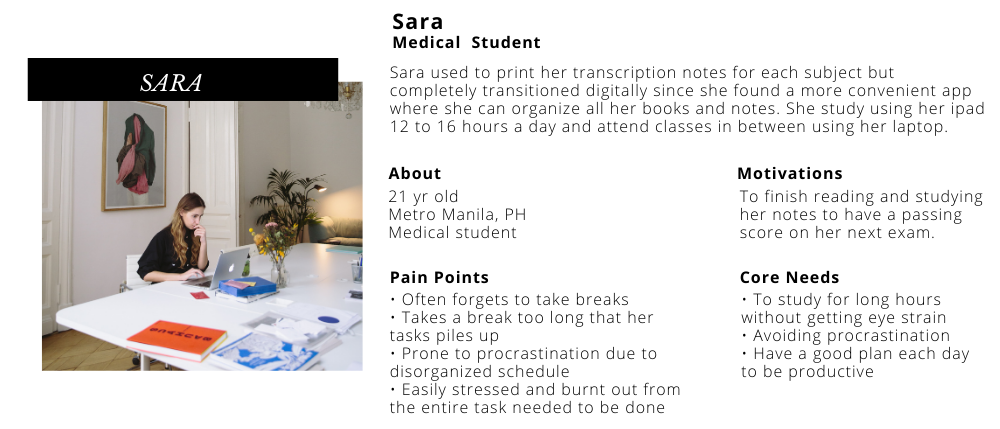 SARA
Sara
Medical Student
Sara used to print her transcription notes for each subject but
completely transitioned digitally since she found a more convenient app
where she can organize all her books and notes. She study using her ipad
12 to 16 hours a day and attend classes in between using her laptop.
About
21 yr old
Metro Manila, PH
Medical student
Motivations
To finish reading and studying
her notes to have a passing
score on her next exam.
Pain Points
• Often forgets to take breaks
• Takes a break too long that her
tasks piles up
• Prone to procrastination due to
disorganized schedule
• Easily stressed and burnt out from
the entire task needed to be done
Core Needs
• To study for long hours
without getting eye strain
• Avoiding procrastination
• Have a good plan each day
to be productive